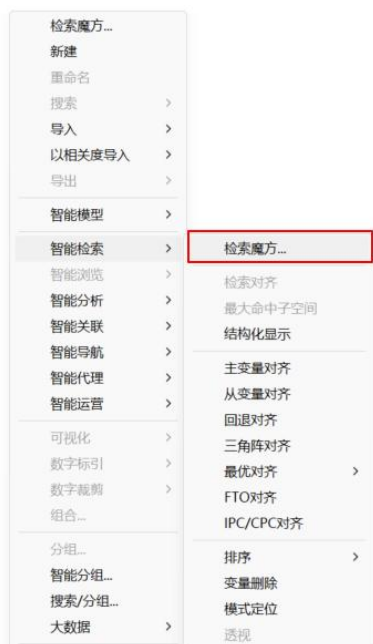 检索魔方...
新建
重命名
搜索
导入
以相关度导入
导出
智能模型
智能检索
智能浏览
智能分析
智能关联
智能导航
智能代理
智能运营
可视化
数字标引
数字裁剪
组合...
分组...
智能分组...
搜索/分组...
大数据
检索魔方...
检索对齐
最大命中子空间
结构化显示
主变量对齐
从变量对齐
回退对齐
三角阵对齐
最优对齐
FTO对齐
IPC/CPC对齐
排序
变量删除
模式定位
透视